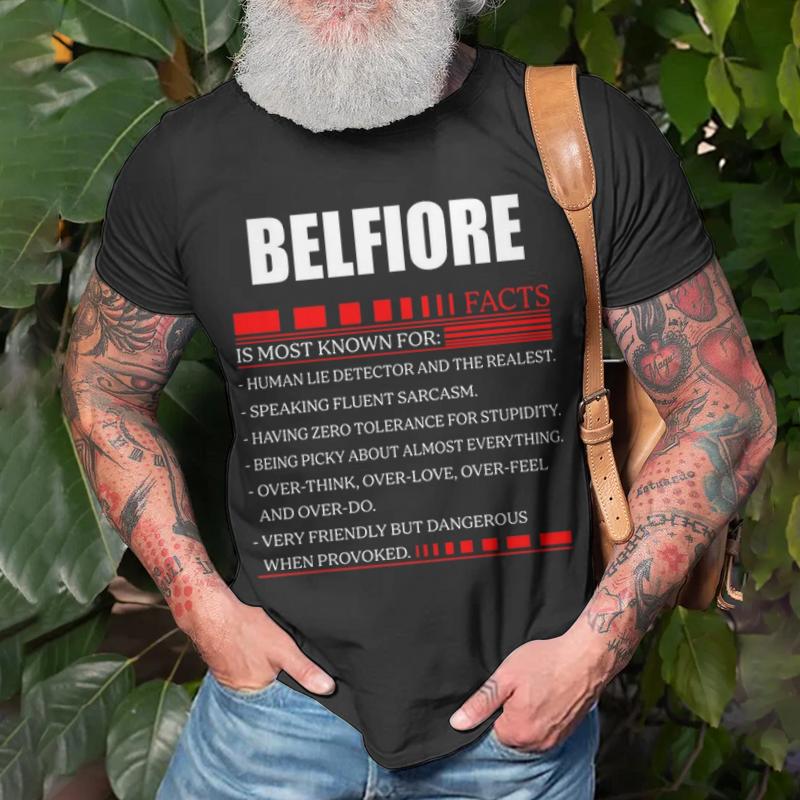 BELFIORE
FACTS
IS MOST KNOWN FOR:
- HUMAN LIE DETECTOR AND THE REALEST.
- SPEAKING FLUENT SARCASM.
- HAVING ZERO TOLERANCE FOR STUPIDITY.
- BEING PICKY ABOUT ALMOST EVERYTHING.
- OVER-THINK, OVER-LOVE, OVER-FEEL
AND OVER-DO.
- VERY FRIENDLY BUT DANGEROUS
WHEN PROVOKED.